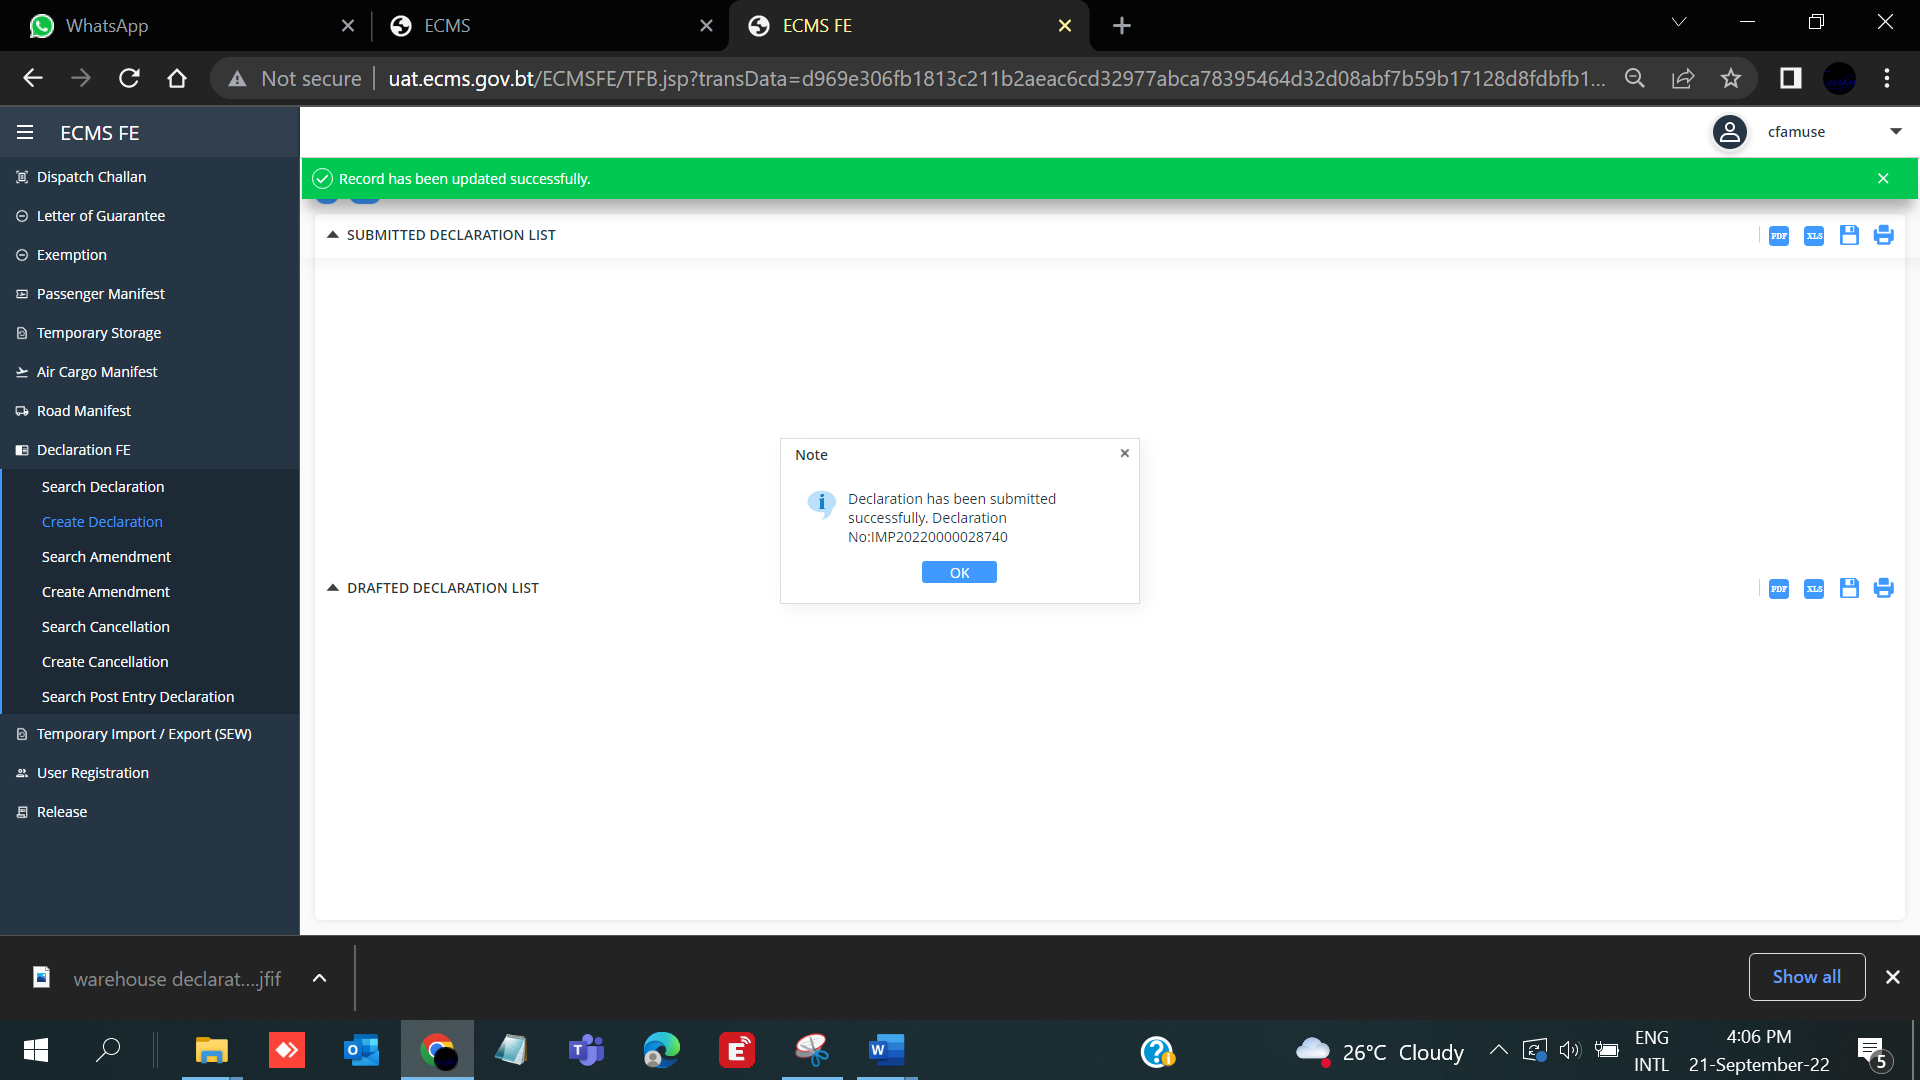 WhatsApp
ECMS
ECMS FE
Not secure
uat.ecms.gov.bt/ECMSFE/TFB.jsp?transData=d969e306fb1813c211b2aeac6cd32977abca78395464d32d08abf7b59b17128d8fdbfb1...
ECMS FE
cfamuse
Record has been updated successfully.
Dispatch Challan
Letter of Guarantee
Exemption
Passenger Manifest
Temporary Storage
Air Cargo Manifest
Road Manifest
Declaration FE
Search Declaration
Create Declaration
Search Amendment
Create Amendment
Search Cancellation
Create Cancellation
Search Post Entry Declaration
Temporary Import / Export (SEW)
User Registration
Release
SUBMITTED DECLARATION LIST
PDF XLS
Note
Declaration has been submitted
successfully. Declaration
No:IMP20220000028740
OK
DRAFTED DECLARATION LIST
PDF XLS
warehouse declarat....jfif
Show all
26°C Cloudy
ENG
INTL
4:06 PM
21-September-22
5